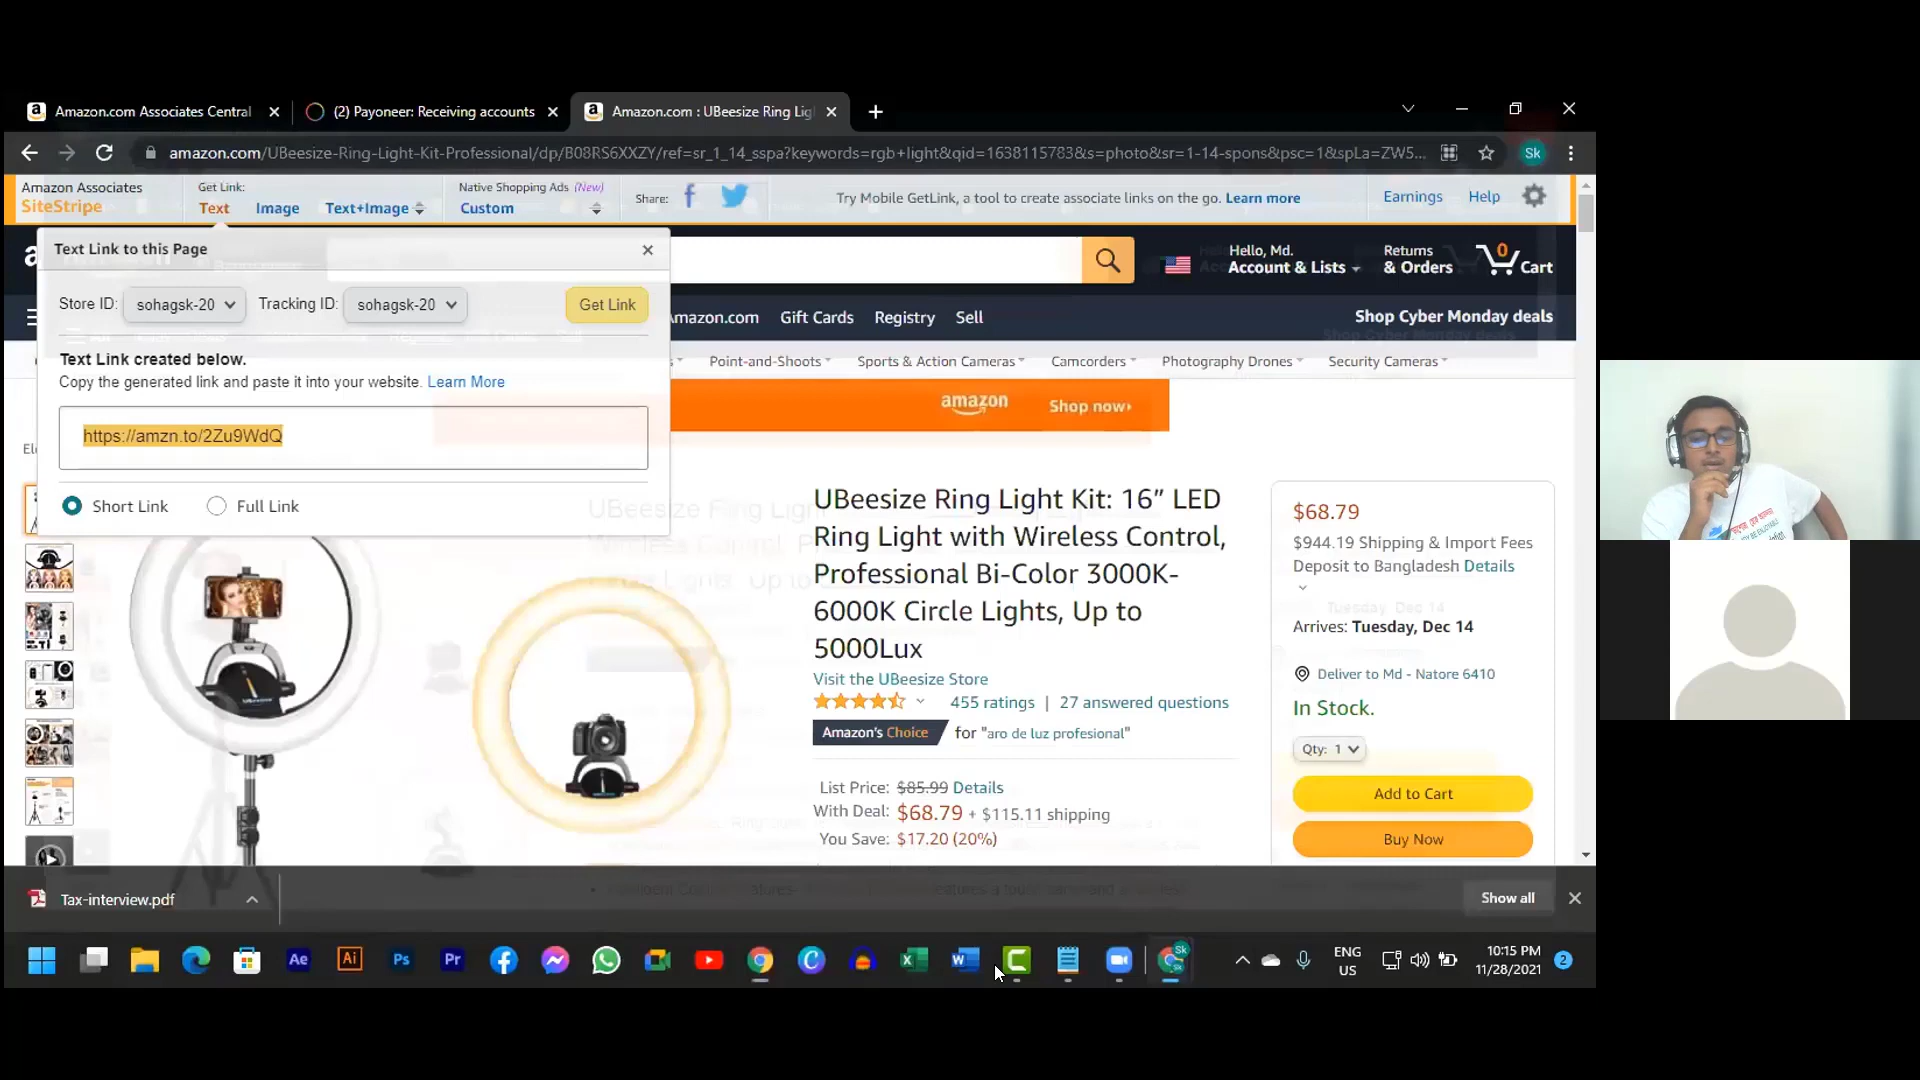 Amazon.com Associates Central
(2) Payoneer: Receiving accounts
Amazon.com : UBeesize Ring Lig
amazon.com/UBeesize-Ring-Light-Kit-Professional/dp/B08RS6XXZY/ref=sr_1_14_sspa?keywords=rgb+light&qid=1638115783&s=photo&sr=1-14-spons&psc=1&spLa=ZW5...
Sk
Amazon Associates
SiteStripe
Get Link:
Text
Image
Text+Image
Native Shopping Ads (New)
Custom
Share:
Try Mobile GetLink, a tool to create associate links on the go. Learn more
Earnings
Help
Text Link to this Page
Hello, Md.
Account & Lists
Returns
& Orders
0
Cart
Store ID:
sohagsk-20
Tracking ID:
sohagsk-20
Get Link
mazon.com
Gift Cards
Registry
Sell
Shop Cyber Monday deals
Text Link created below.
Copy the generated link and paste it into your website. Learn More
Point-and-Shoots
Sports & Action Cameras
Camcorders
Photography Drones
Security Cameras
amazon
Shop now
https://amzn.to/2Zu9WdQ
Short Link
Full Link
UBeesize Ring Light Kit: 16” LED
Ring Light with Wireless Control,
Professional Bi-Color 3000K-
6000K Circle Lights, Up to
5000Lux
Visit the UBeesize Store
455 ratings | 27 answered questions
Amazon's Choice for "aro de luz profesional"
List Price: $85.99 Details
With Deal: $68.79 + $115.11 shipping
You Save: $17.20 (20%)
$68.79
$944.19 Shipping & Import Fees
Deposit to Bangladesh Details
Arrives: Tuesday, Dec 14
Deliver to Md - Natore 6410
In Stock.
Qty: 1
Add to Cart
Buy Now
Tax-interview.pdf
Show all
Ae
Ai
Ps
Pr
ENG
US
10:15 PM
11/28/2021
2